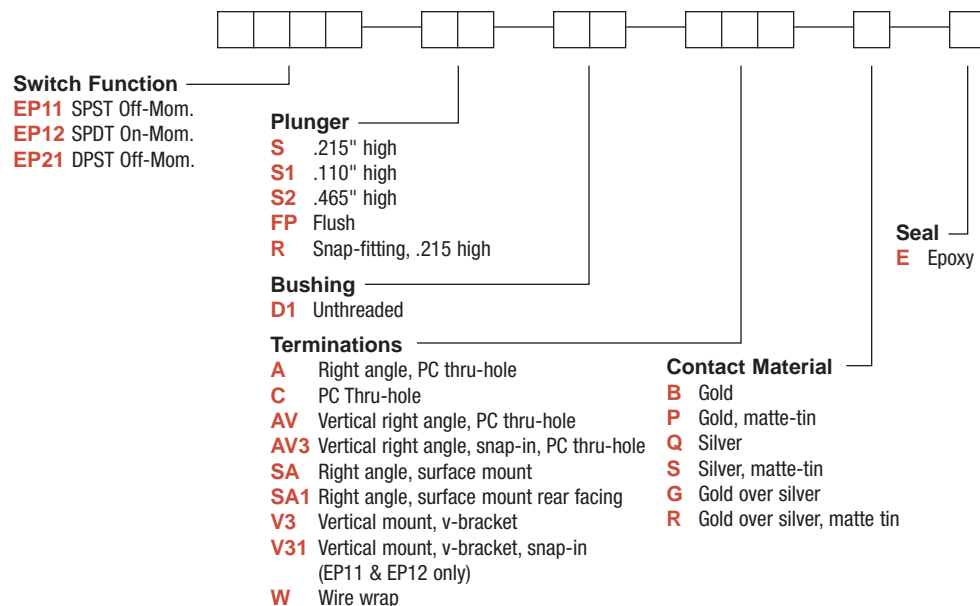 Switch Function
EP11 SPST Off-Mom.
EP12 SPDT On-Mom.
EP21 DPST Off-Mom.
Plunger
S .215" high
S1 .110" high
S2 .465" high
FP Flush
R Snap-fitting, .215 high
Bushing
D1 Unthreaded
Terminations
A Right angle, PC thru-hole
C PC Thru-hole
AV Vertical right angle, PC thru-hole
AV3 Vertical right angle, snap-in, PC thru-hole
SA Right angle, surface mount
SA1 Right angle, surface mount rear facing
V3 Vertical mount, v-bracket
V31 Vertical mount, v-bracket, snap-in
(EP11 & EP12 only)
W Wire wrap
Contact Material
B Gold
P Gold, matte-tin
Q Silver
S Silver, matte-tin
G Gold over silver
R Gold over silver, matte tin
Seal
E Epoxy